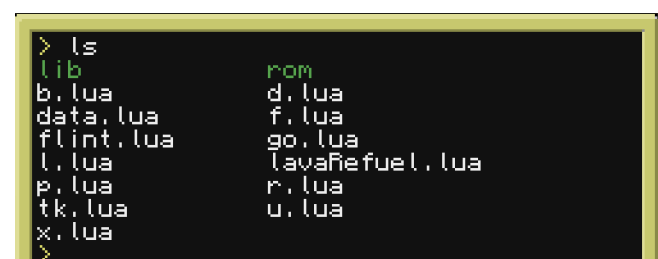 > ls
lib rom
b.lua d.lua
data.lua f.lua
flint.lua go.lua
l.lua lavaRefuel.lua
p.lua r.lua
tk.lua u.lua
x.lua
>